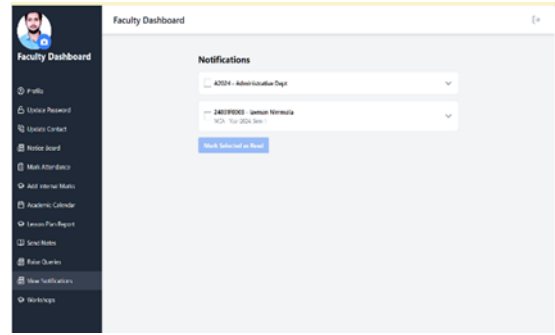 Faculty Dashboard
Faculty Dashboard
Profile
Update Password
Update Contact
Notice Board
Mark Attendance
Add Internal Marks
Academic Calendar
Lesson Plan Report
Send Notes
Raise Queries
View Notifications
Workshops
Notifications
A2024 - Administrative Dept
Mark Selected as Read